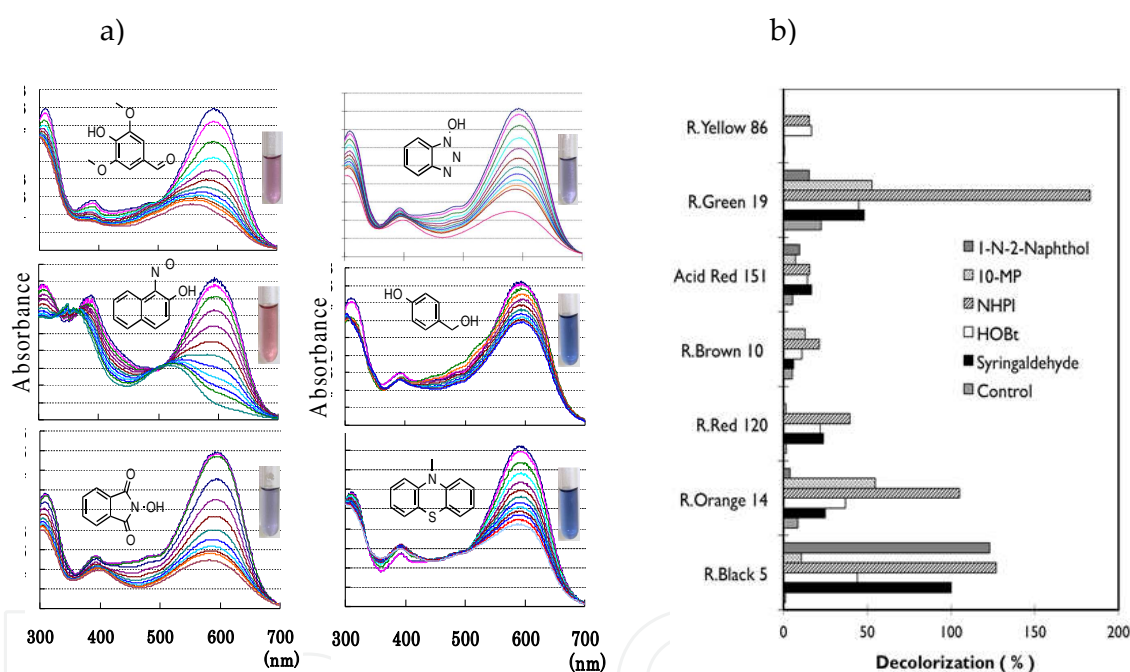 a)
b)
Absorbance
Absorbance
O
HO
O
O
OH
N
N
N
N
O
OH
HO
OH
O
N
OH
O
N
S
300 400 500 600 700
(nm)
300 400 500 600 700
(nm)
R.Yellow 86
R.Green 19
Acid Red 151
R.Brown 10
R.Red 120
R.Orange 14
R.Black 5
1-N-2-Naphthol
10-MP
NHPI
HOBt
Syringaldehyde
Control
0 50 100 150 200
Decolorization ( % )